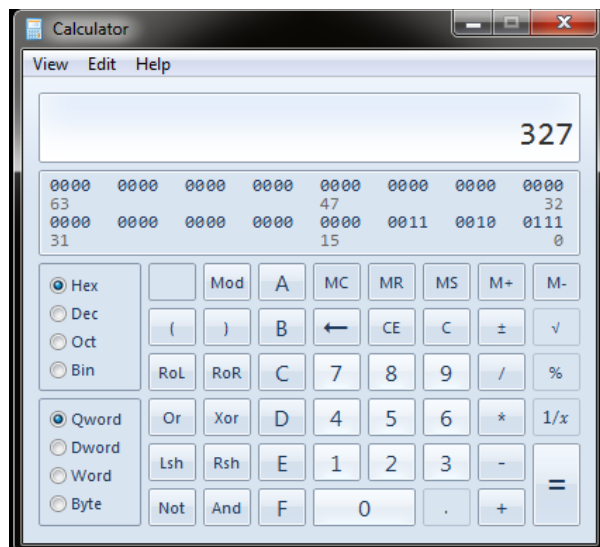 Calculator
View Edit Help
327
0000 0000 0000 0000 0000 0000 0000 0000
63 47 32
0000 0000 0000 0000 0000 0011 0010 0111
31 15 0
Hex Mod A MC MR MS M+ M-
Dec
Oct
Bin
( ) B ← CE C ± √
RoL RoR C 7 8 9 / %
Qword
Dword
Word
Byte
Or Xor D 4 5 6 * 1/x
Lsh Rsh E 1 2 3 - =
Not And F 0 . +